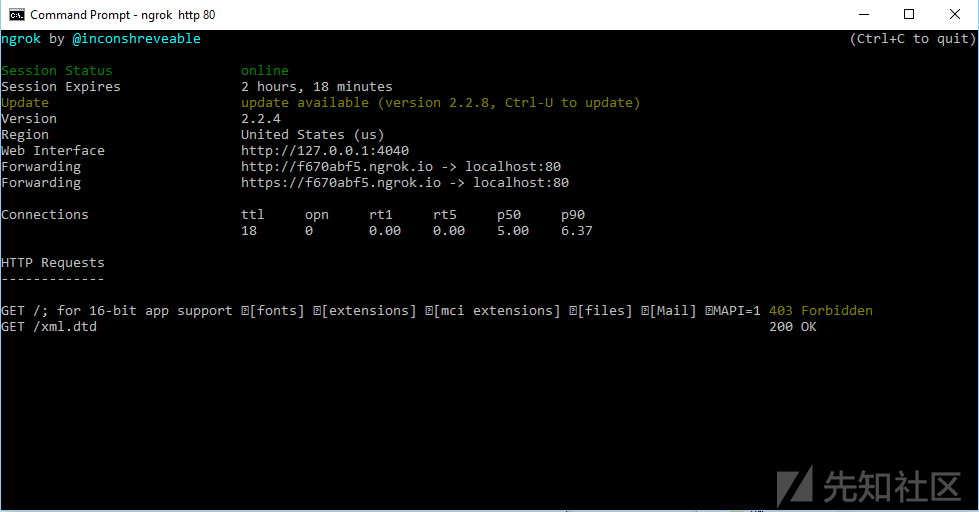 Command Prompt - ngrok  http 80
ngrok by @inconshreveable (Ctrl+C to quit)
Session Status online
Session Expires 2 hours, 18 minutes
Update update available (version 2.2.8, Ctrl-U to update)
Version 2.2.4
Region United States (us)
Web Interface http://127.0.0.1:4040
Forwarding http://f670abf5.ngrok.io -> localhost:80
Forwarding https://f670abf5.ngrok.io -> localhost:80
Connections ttl opn rt1 rt5 p50 p90
18 0 0.00 0.00 5.00 6.37
HTTP Requests
-------------
GET /; for 16-bit app support ⍰[fonts] ⍰[extensions] ⍰[mci extensions] ⍰[files] ⍰[Mail] ⍰MAPI=1 403 Forbidden
GET /xml.dtd 200 OK
先知社区